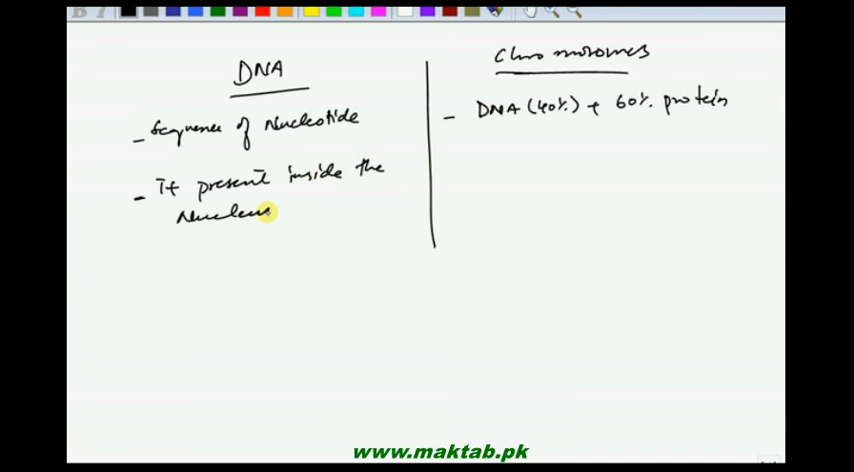 DNA
- Sequence of Nucleotide
- It present inside the
Nucleus
Chromosomes
- DNA (40%) + 60% protein
www.maktab.pk